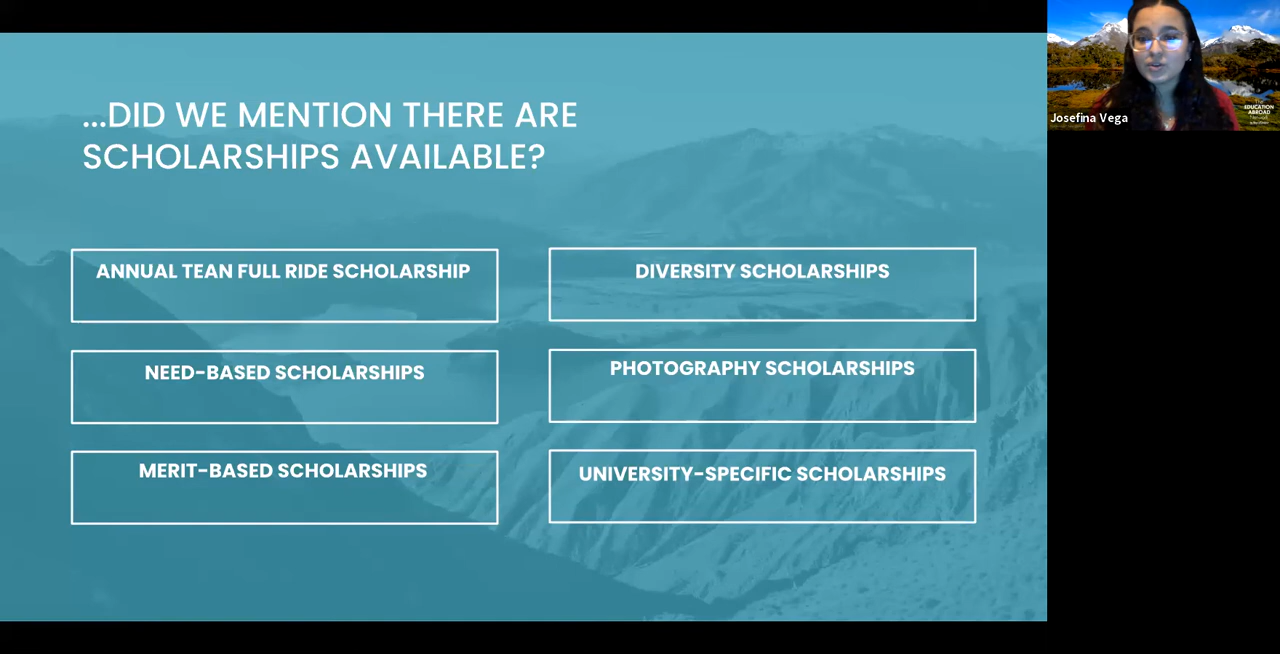 ...DID WE MENTION THERE ARE
SCHOLARSHIPS AVAILABLE?
ANNUAL TEAN FULL RIDE SCHOLARSHIP
DIVERSITY SCHOLARSHIPS
NEED-BASED SCHOLARSHIPS
PHOTOGRAPHY SCHOLARSHIPS
MERIT-BASED SCHOLARSHIPS
UNIVERSITY-SPECIFIC SCHOLARSHIPS
Josefina Vega
EDUCATION
ABROAD